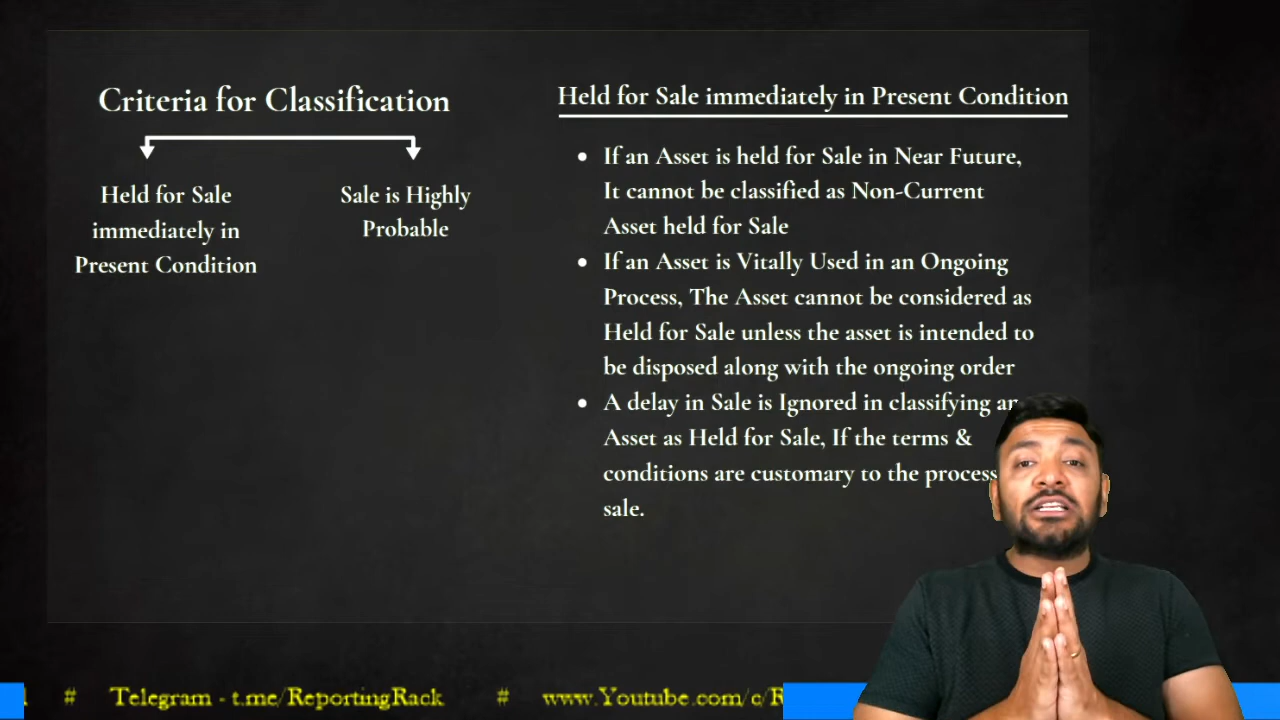 Criteria for Classification
Held for Sale
immediately in
Present Condition
Sale is Highly
Probable
Held for Sale immediately in Present Condition
• If an Asset is held for Sale in Near Future,
It cannot be classified as Non-Current
Asset held for Sale
• If an Asset is Vitally Used in an Ongoing
Process, The Asset cannot be considered as
Held for Sale unless the asset is intended to
be disposed along with the ongoing order
• A delay in Sale is Ignored in classifying an
Asset as Held for Sale, If the terms &
conditions are customary to the process
sale.
# Telegram - t.me/ReportingRack # www.Youtube.com/c/R